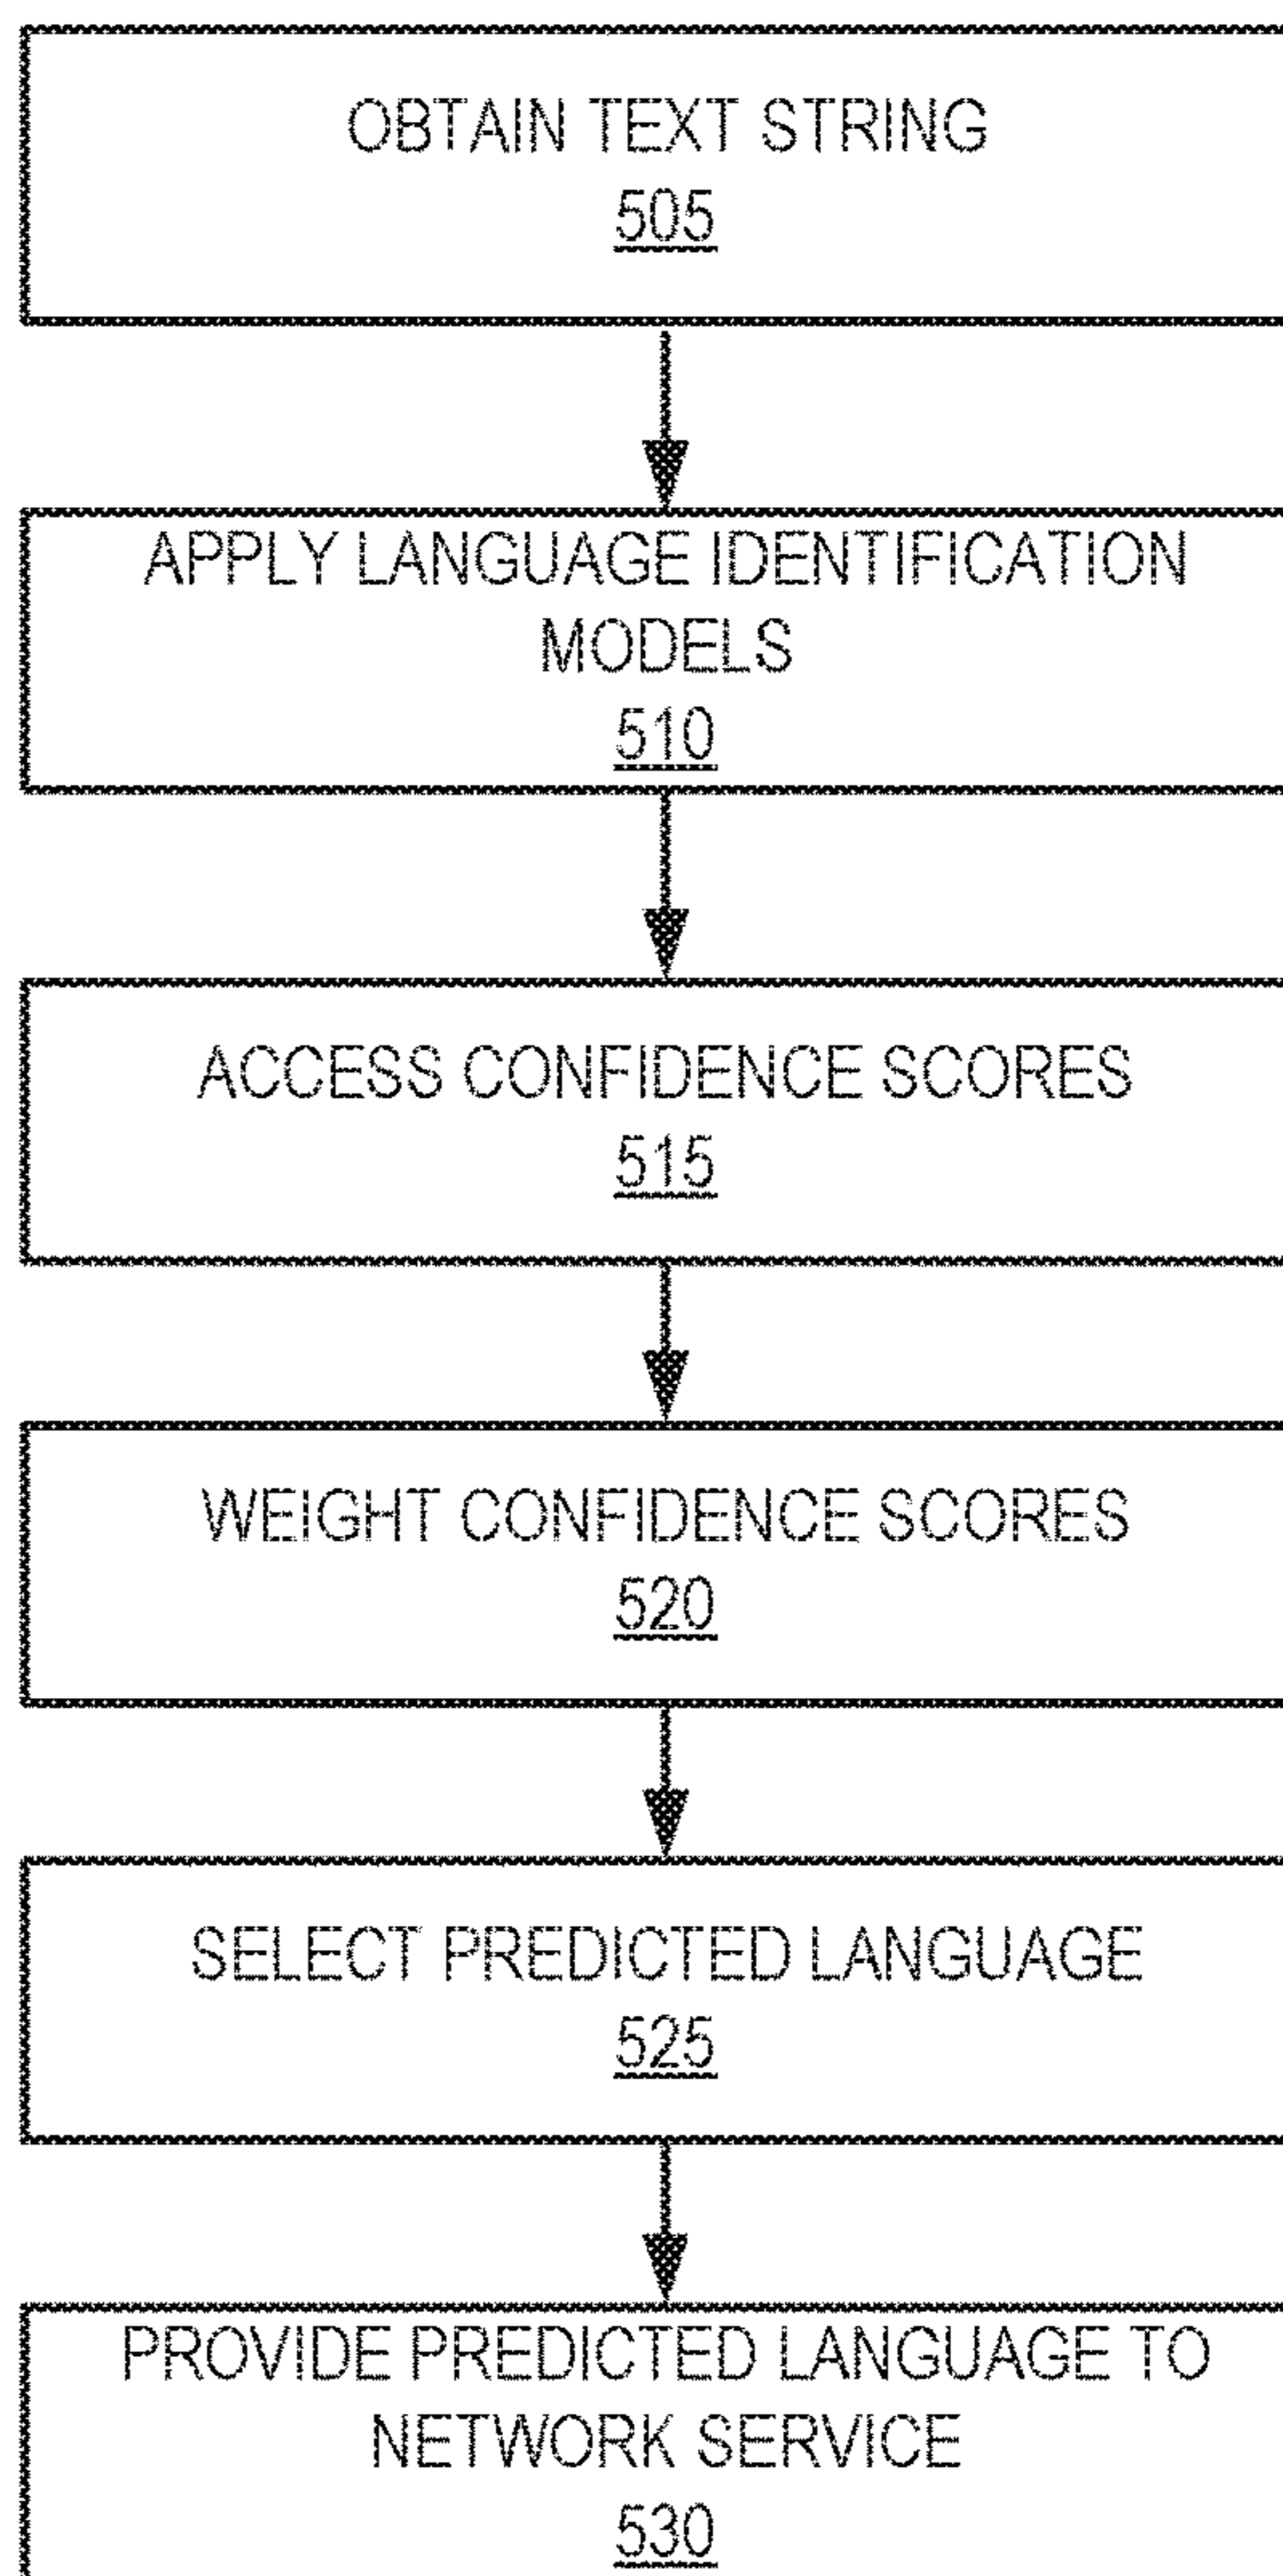 OBTAIN TEXT STRING
505
APPLY LANGUAGE IDENTIFICATION
MODELS
510
ACCESS CONFIDENCE SCORES
515
WEIGHT CONFIDENCE SCORES
520
SELECT PREDICTED LANGUAGE
525
PROVIDE PREDICTED LANGUAGE TO
NETWORK SERVICE
530